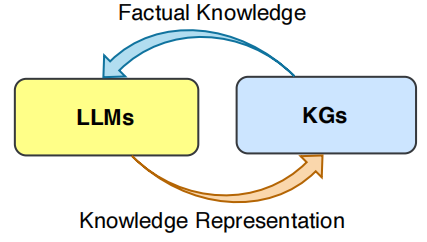 Factual Knowledge
LLMs
KGs
Knowledge Representation